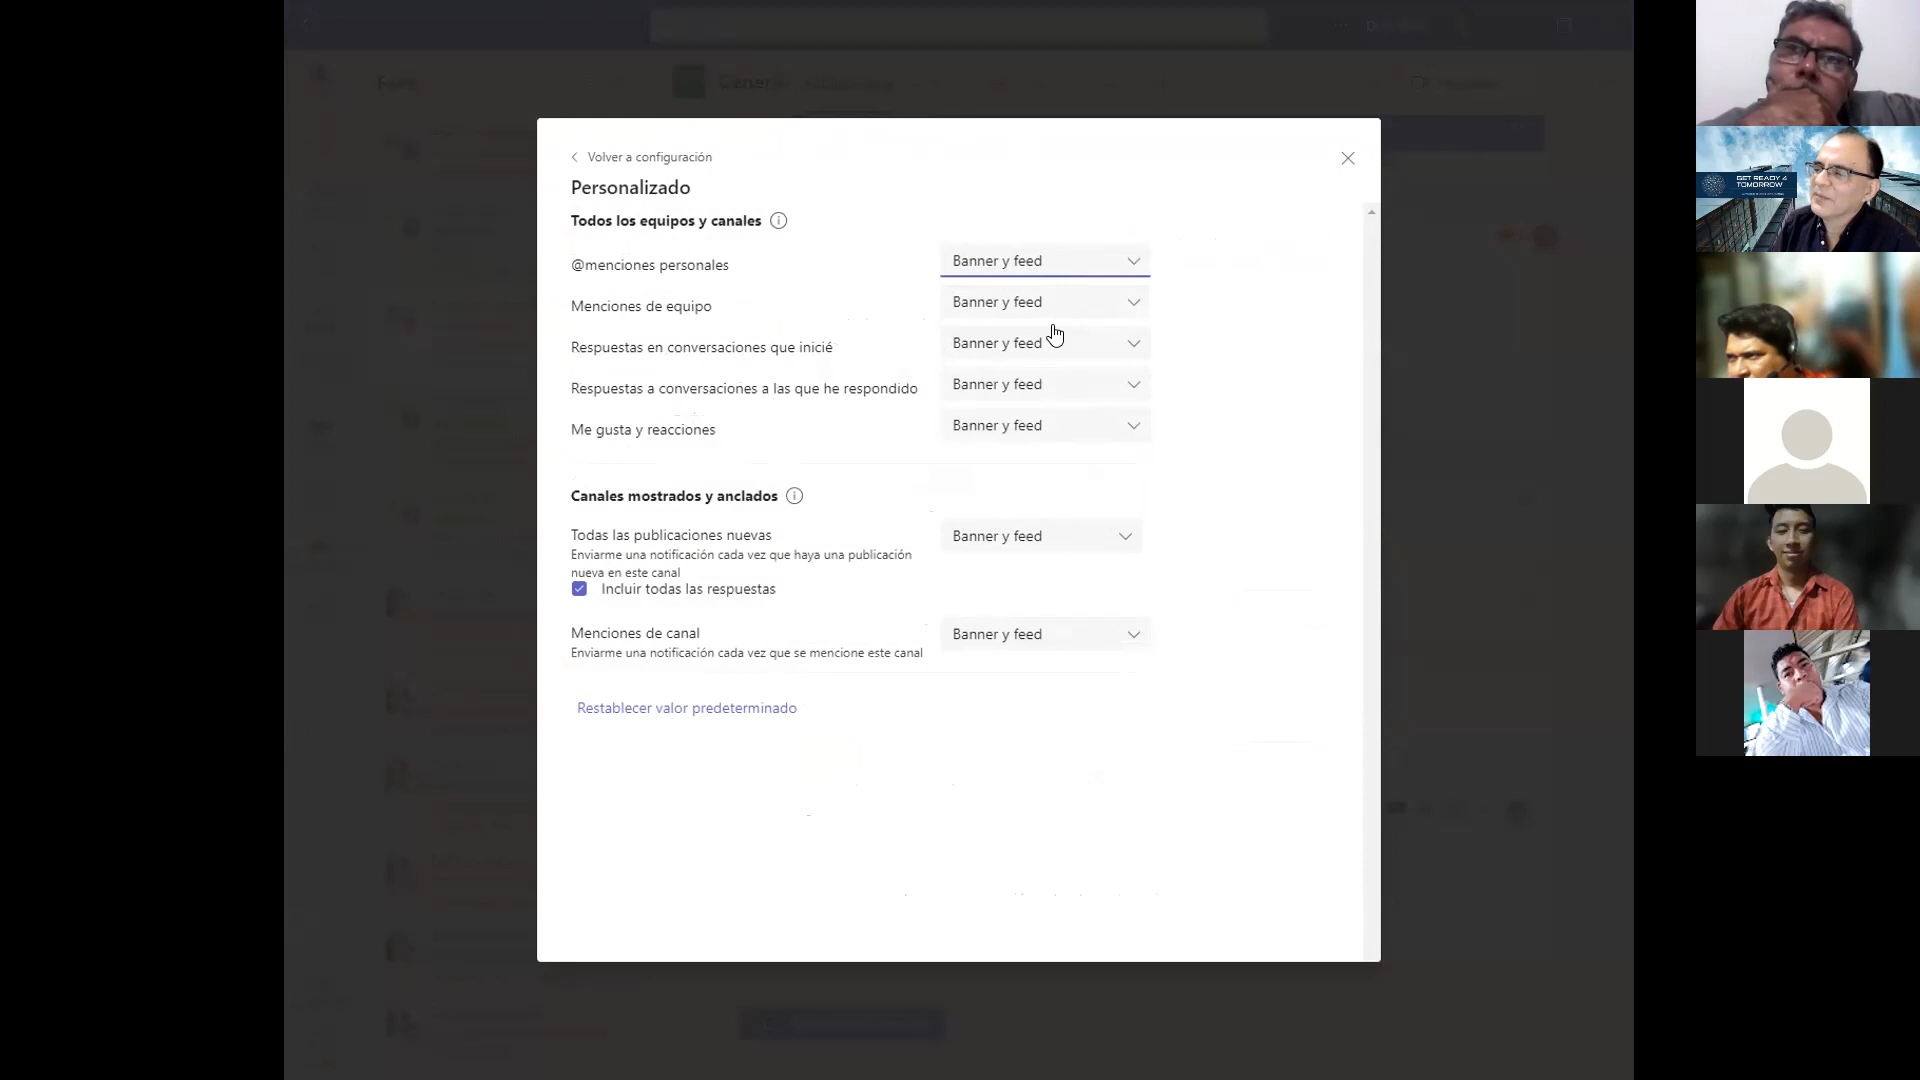 Volver a configuración
Personalizado
Todos los equipos y canales
@menciones personales
Banner y feed
Menciones de equipo
Banner y feed
Respuestas en conversaciones que inicié
Banner y feed
Respuestas a conversaciones a las que he respondido
Banner y feed
Me gusta y reacciones
Banner y feed
Canales mostrados y anclados
Todas las publicaciones nuevas
Banner y feed
Enviarme una notificación cada vez que haya una publicación
nueva en este canal
Incluir todas las respuestas
Menciones de canal
Banner y feed
Enviarme una notificación cada vez que se mencione este canal
Restablecer valor predeterminado
GET READY 4
TOMORROW